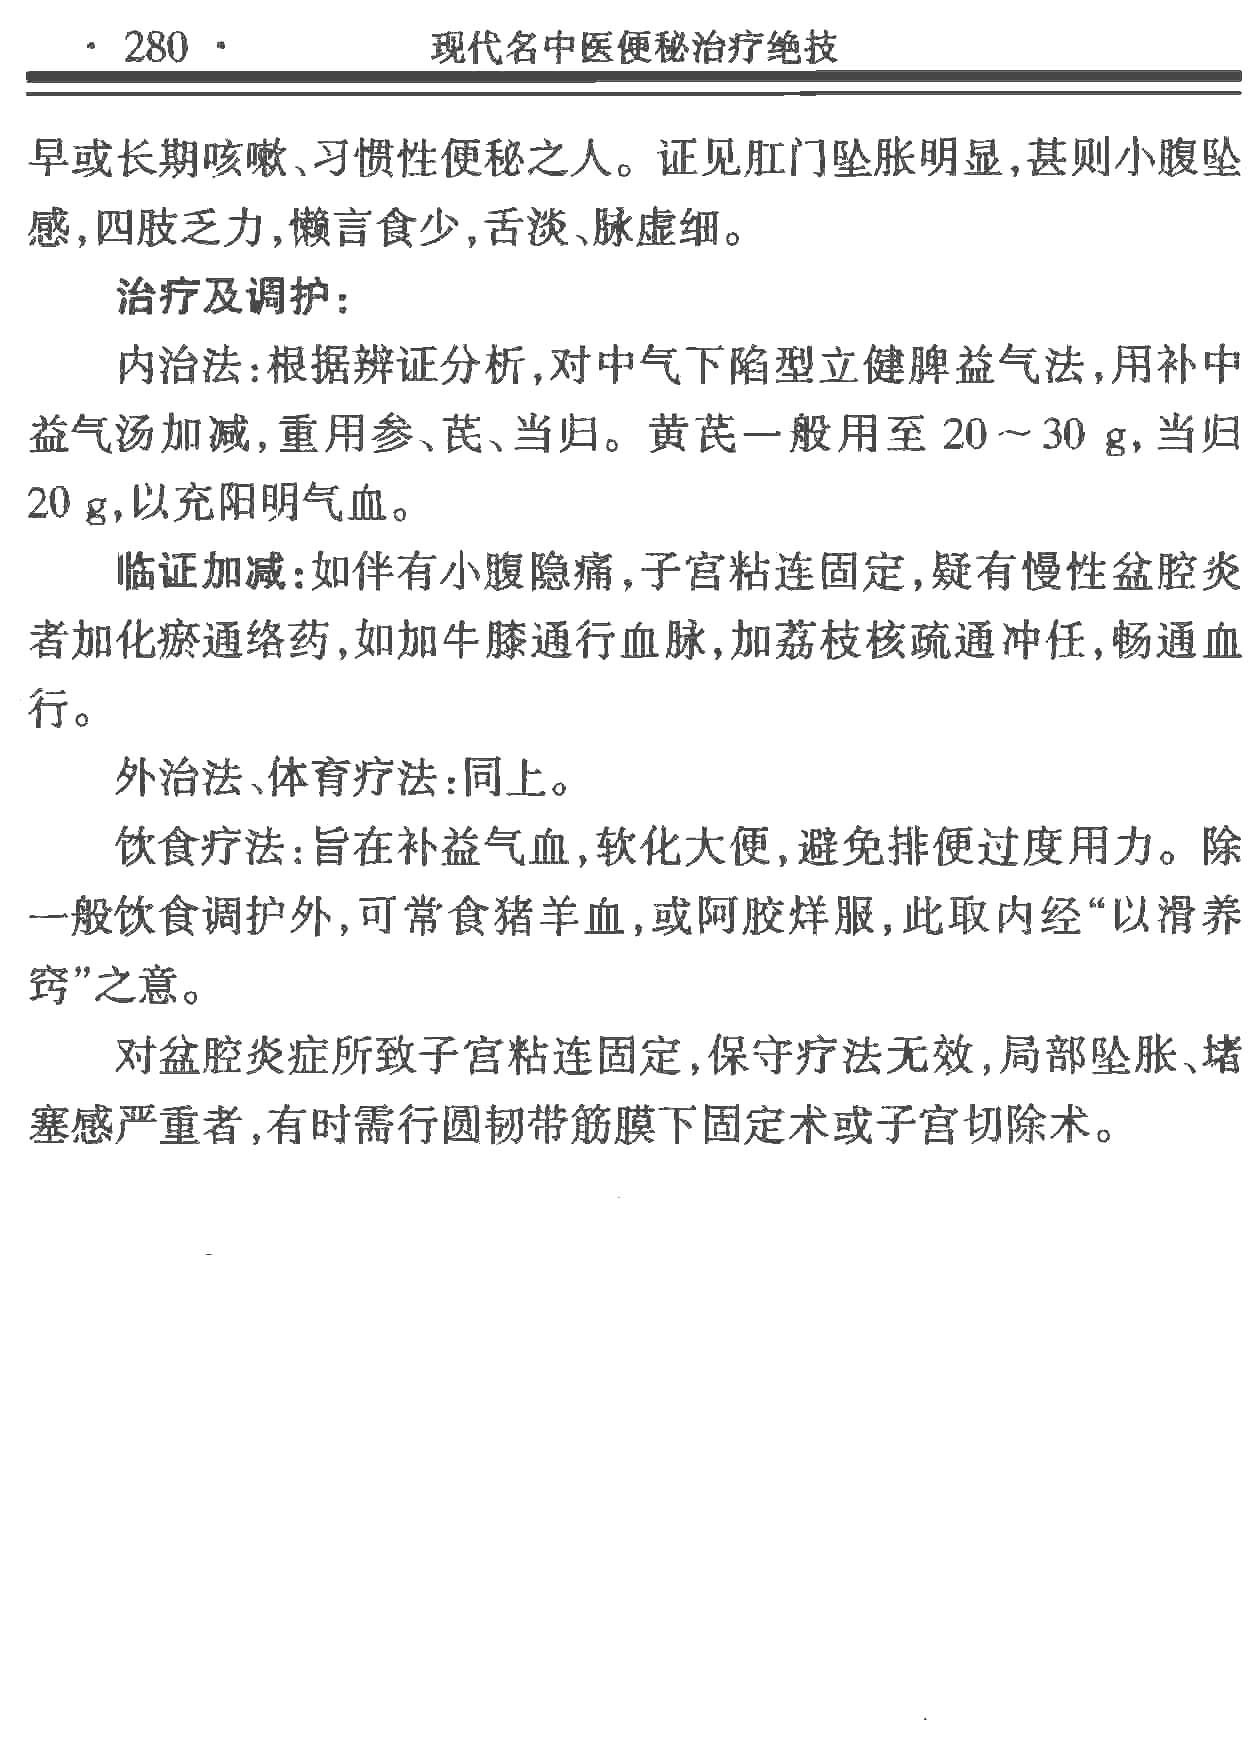 · 280 · 现代名中医便秘治疗绝技
早或长期咳嗽、习惯性便秘之人。证见肛门坠胀明显,甚则小腹坠
感,四肢乏力,懒言食少,舌淡、脉虚细。
治疗及调护:
内治法:根据辨证分析,对中气下陷型立健脾益气法,用补中
益气汤加减,重用参、芪、当归。黄芪一般用至 20～30 g,当归
20 g,以充阳明气血。
临证加减:如伴有小腹隐痛,子宫粘连固定,疑有慢性盆腔炎
者加化瘀通络药,如加牛膝通行血脉,加荔枝核疏通冲任,畅通血
行。
外治法、体育疗法:同上。
饮食疗法:旨在补益气血,软化大便,避免排便过度用力。除
一般饮食调护外,可常食猪羊血,或阿胶烊服,此取内经“以滑养
窍”之意。
对盆腔炎症所致子宫粘连固定,保守疗法无效,局部坠胀、堵
塞感严重者,有时需行圆韧带筋膜下固定术或子宫切除术。